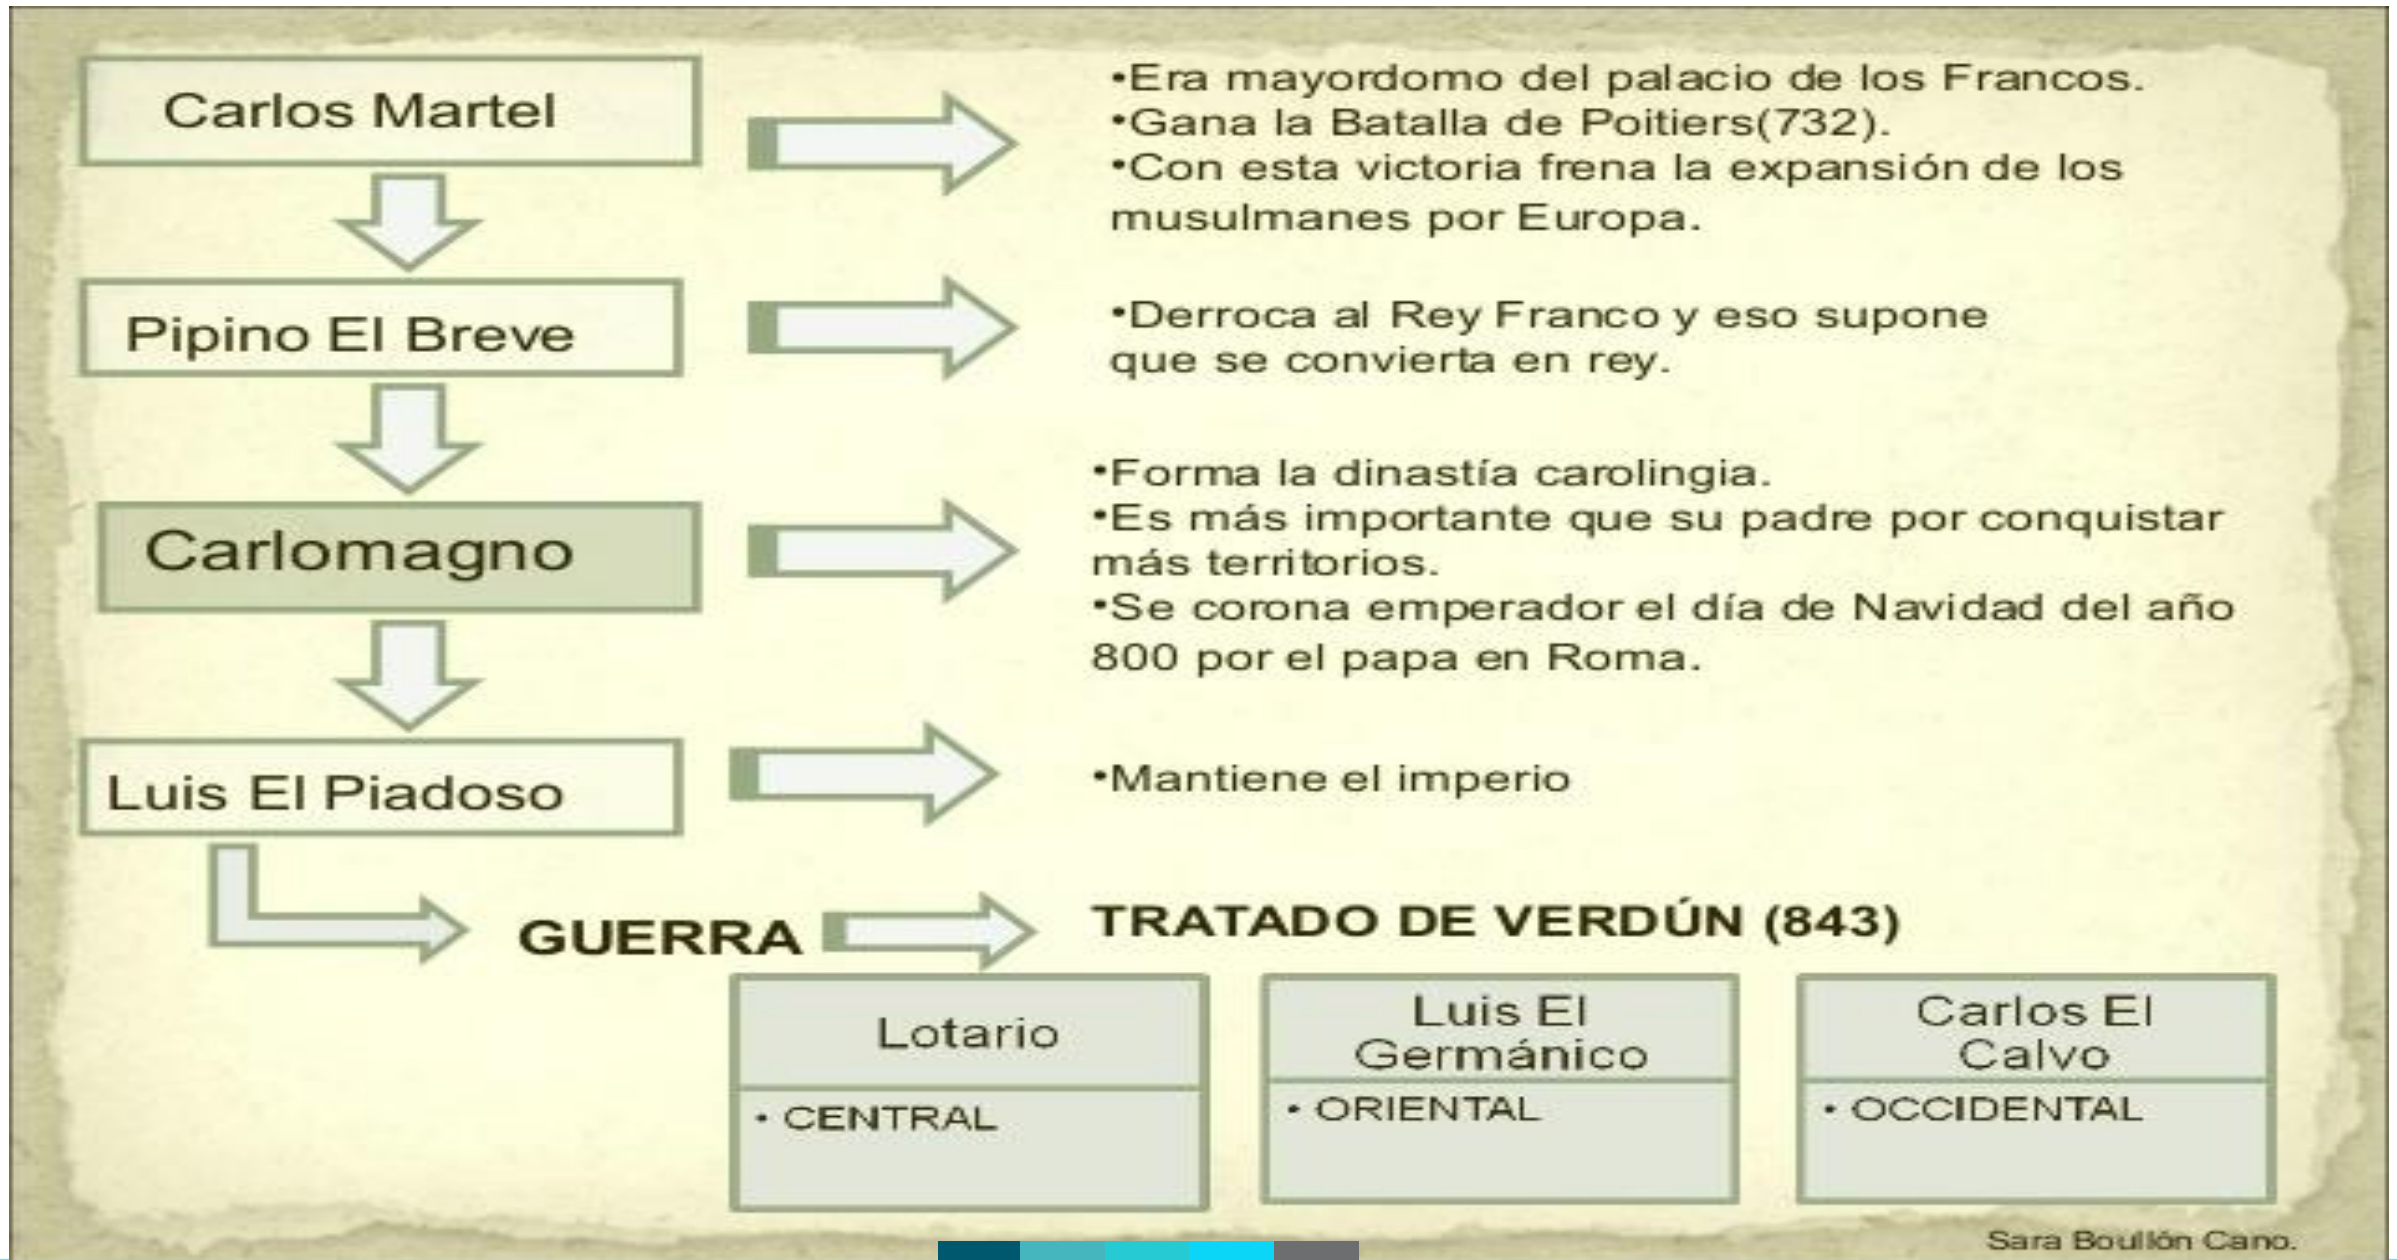 Carlos Martel
•Era mayordomo del palacio de los Francos.
•Gana la Batalla de Poitiers(732).
•Con esta victoria frena la expansión de los
musulmanes por Europa.
Pipino El Breve
•Derroca al Rey Franco y eso supone
que se convierta en rey.
Carlomagno
•Forma la dinastía carolingia.
•Es más importante que su padre por conquistar
más territorios.
•Se corona emperador el día de Navidad del año
800 por el papa en Roma.
Luis El Piadoso
•Mantiene el imperio
GUERRA
TRATADO DE VERDÚN (843)
Lotario
• CENTRAL
Luis El
Germánico
• ORIENTAL
Carlos El
Calvo
• OCCIDENTAL
Sara Boullón Cano.